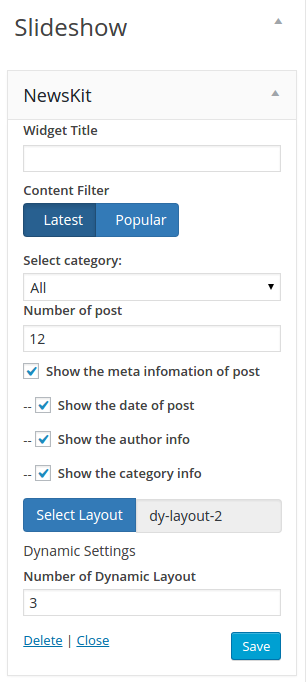 Slideshow
NewsKit
Widget Title
Content Filter
Latest Popular
Select category:
All
Number of post
12
Show the meta infomation of post
-- Show the date of post
-- Show the author info
-- Show the category info
Select Layout dy-layout-2
Dynamic Settings
Number of Dynamic Layout
3
Delete | Close Save